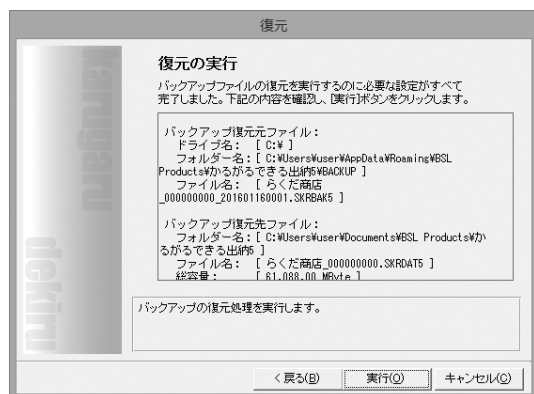 復元
karugaru
dekiru
復元の実行
バックアップファイルの復元を実行するのに必要な設定がすべて
完了しました。下記の内容を確認し、[実行]ボタンをクリックします。
バックアップ復元元ファイル：
ドライブ名： [ C:¥ ]
フォルダー名：[ C:¥Users¥user¥AppData¥Roaming¥BSL
Products¥かるがるできる出納5¥BACKUP ]
ファイル名： [ らくだ商店
_000000000_201601160001.SKRBAK5 ]
バックアップ復元先ファイル：
フォルダー名：[ C:¥Users¥user¥Documents¥BSL Products¥か
るがるできる出納5 ]
ファイル名： [ らくだ商店_000000000.SKRDAT5 ]
総容量： [ 61,088.00 MByte ]
バックアップの復元処理を実行します。
< 戻る(B)
実行(O)
キャンセル(C)